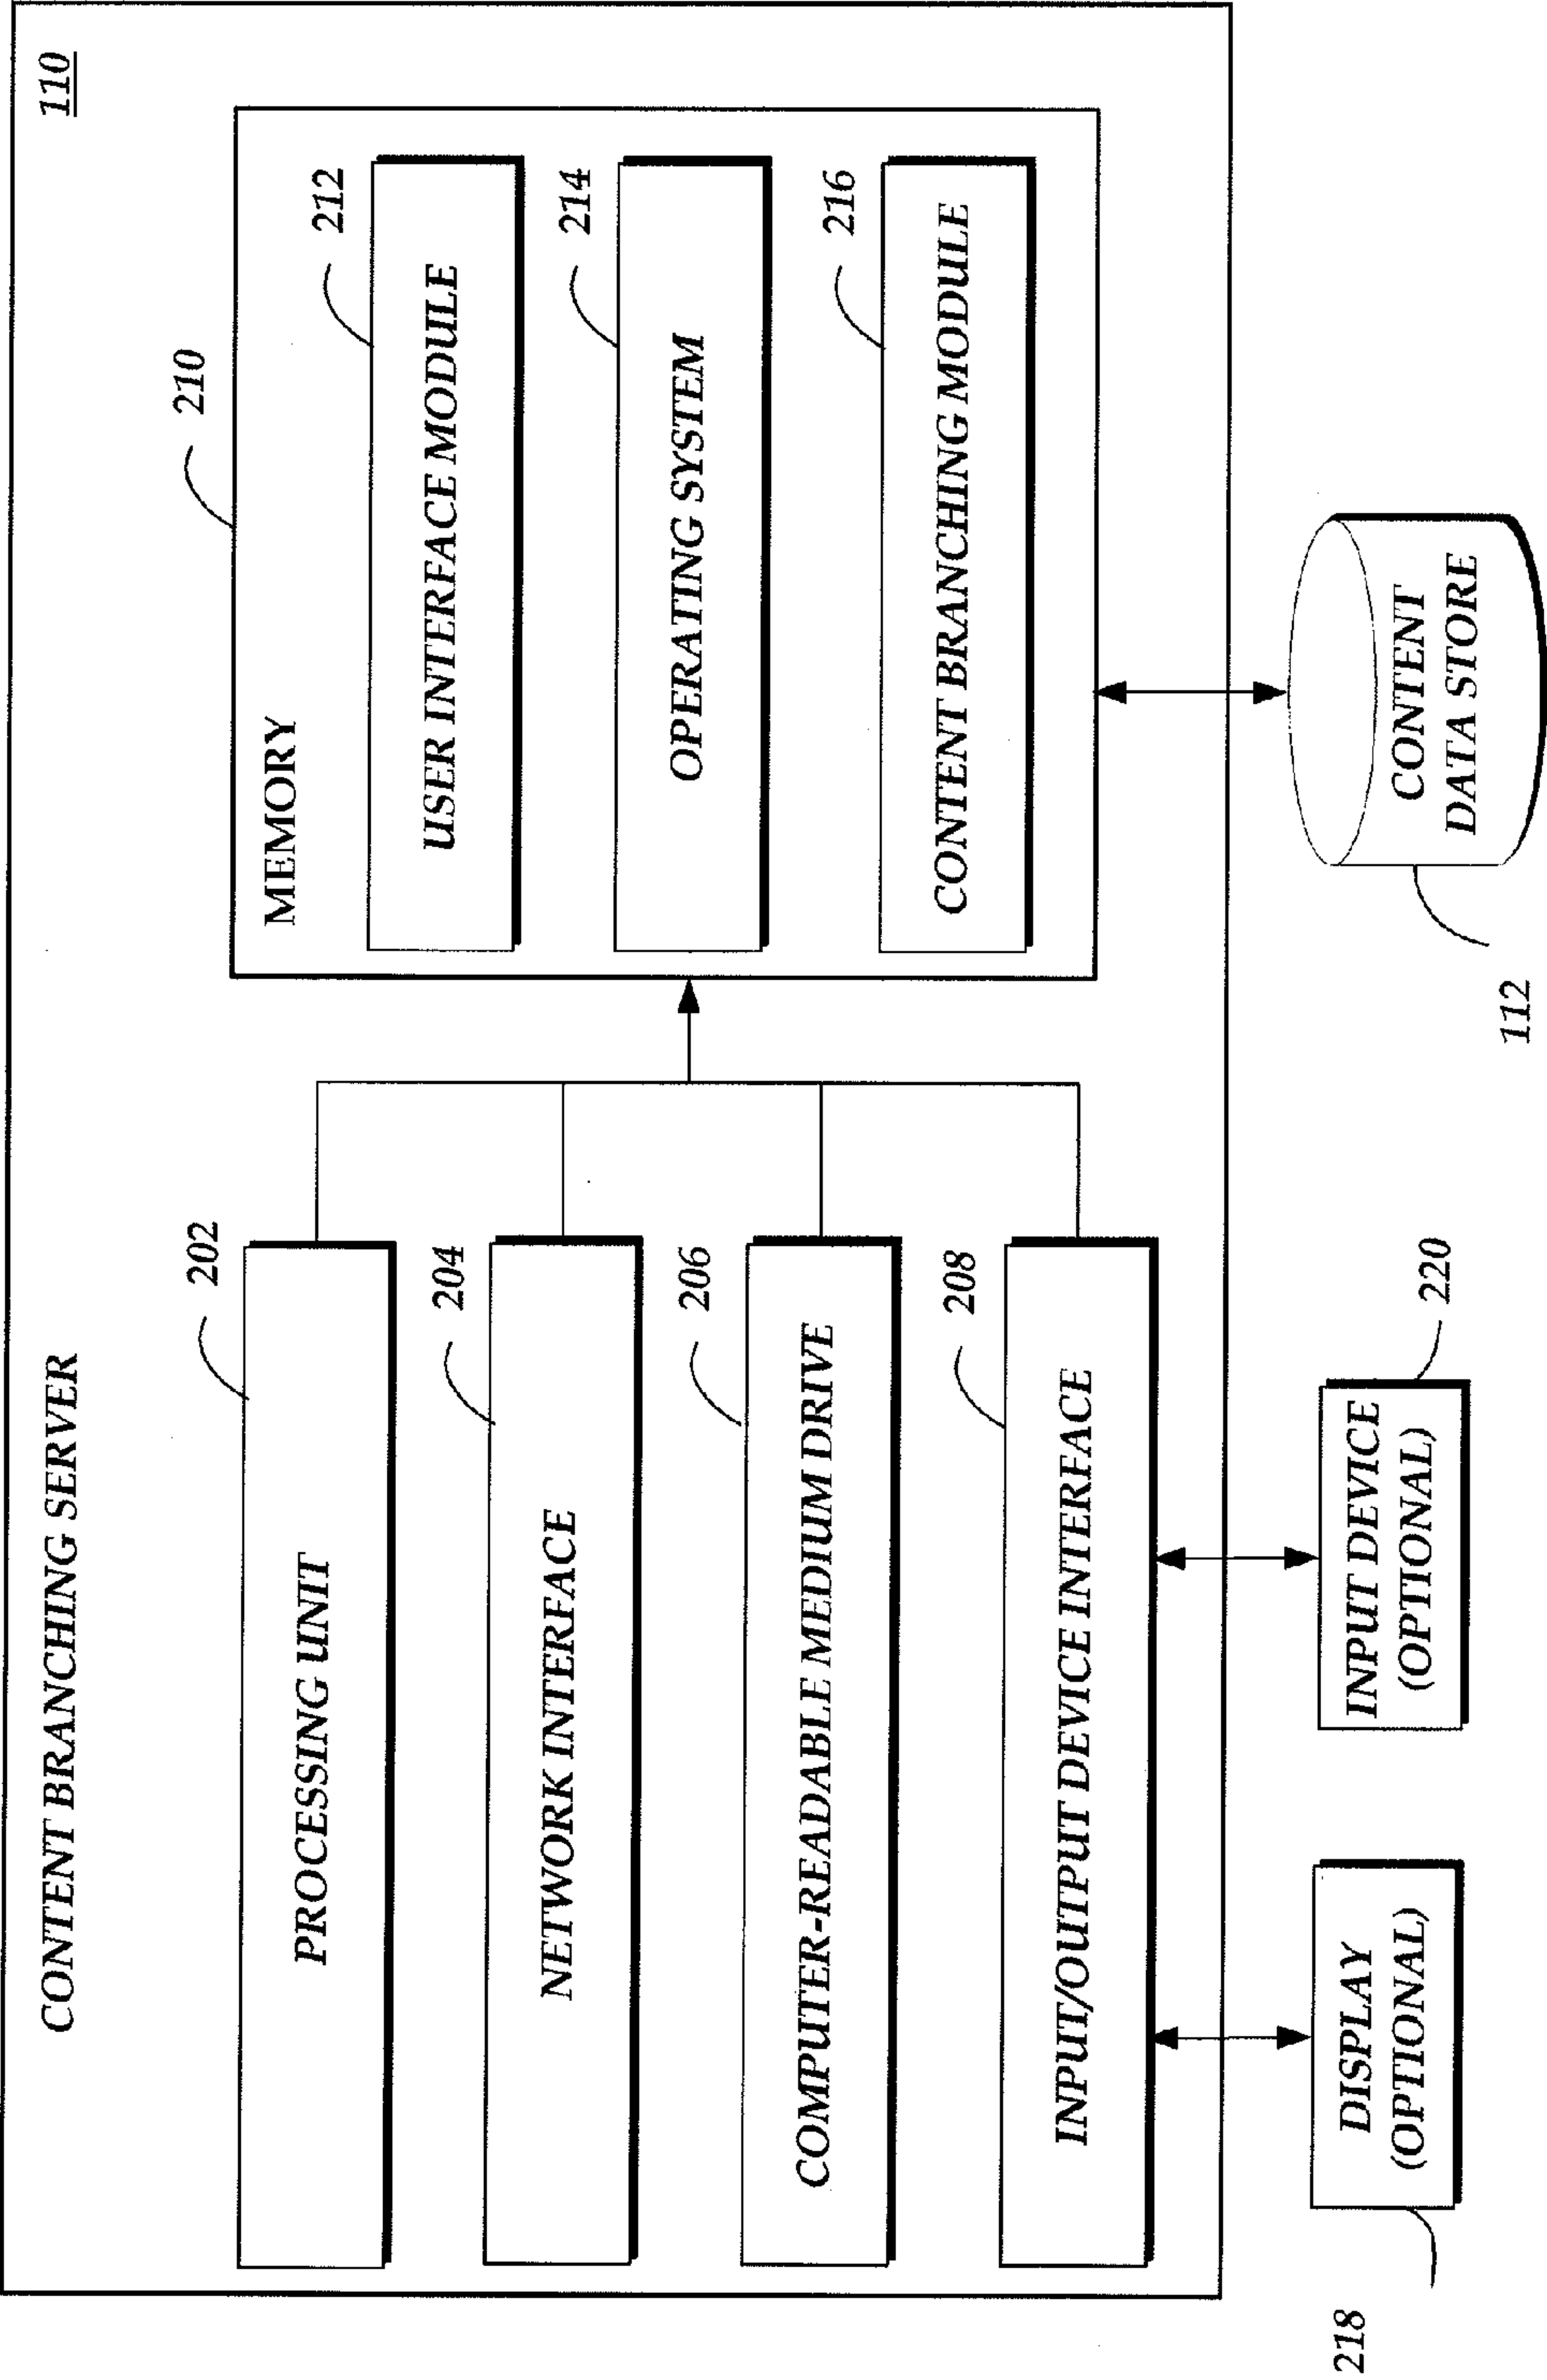 CONTENT BRANCHING SERVER
110
202
PROCESSING UNIT
204
NETWORK INTERFACE
206
COMPUTER-READABLE MEDIUM DRIVE
208
INPUT/OUTPUT DEVICE INTERFACE
210
MEMORY
212
USER INTERFACE MODULE
214
OPERATING SYSTEM
216
CONTENT BRANCHING MODULE
218
DISPLAY
(OPTIONAL)
220
INPUT DEVICE
(OPTIONAL)
112
CONTENT
DATA STORE